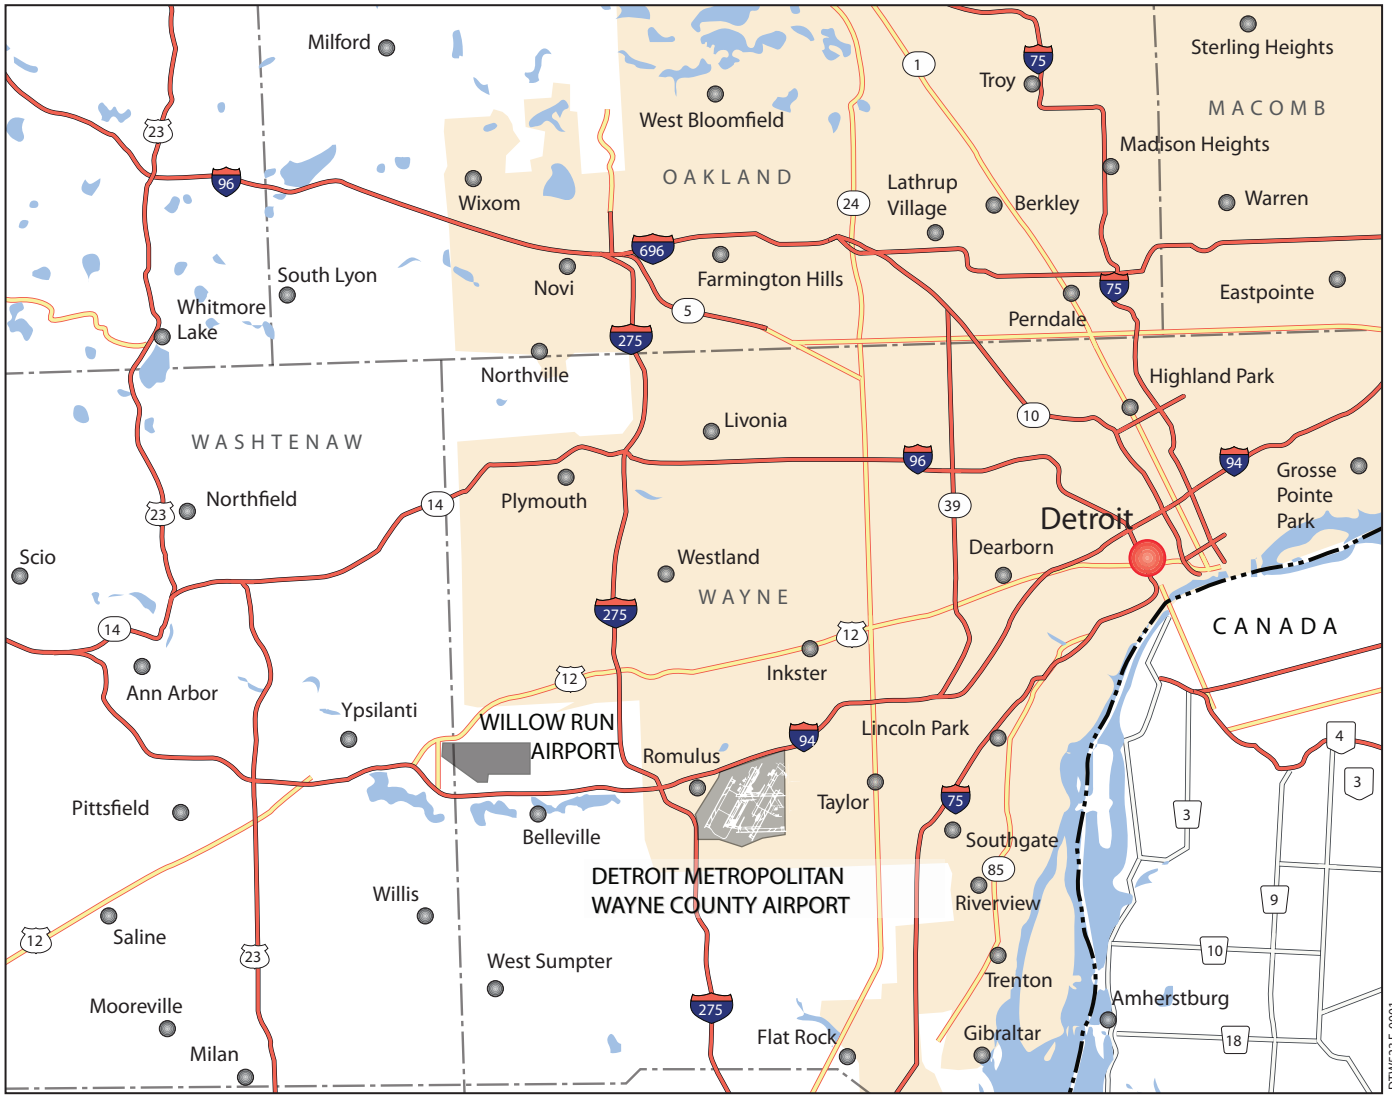 Milford
Sterling Heights
75
1
Troy
West Bloomfield
MACOMB
23
Madison Heights
OAKLAND
96
Wixom
Lathrup
Village
24
Berkley
Warren
696
South Lyon
Novi
Farmington Hills
75
Eastpointe
Whitmore
Lake
5
Perndale
275
Northville
Highland Park
WASHTENAW
Livonia
10
96
94
Grosse
Pointe
Park
Plymouth
14
39
Northfield
23
Detroit
Scio
Westland
Dearborn
WAYNE
275
14
12
CANADA
Inkster
12
Ann Arbor
Ypsilanti
WILLOW RUN
AIRPORT
Romulus
94
Lincoln Park
4
3
Pittsfield
Taylor
75
3
Belleville
Southgate
DETROIT METROPOLITAN
WAYNE COUNTY AIRPORT
85
Riverview
Willis
9
Saline
12
23
10
West Sumpter
Trenton
Mooreville
275
Amherstburg
Milan
Flat Rock
Gibraltar
18